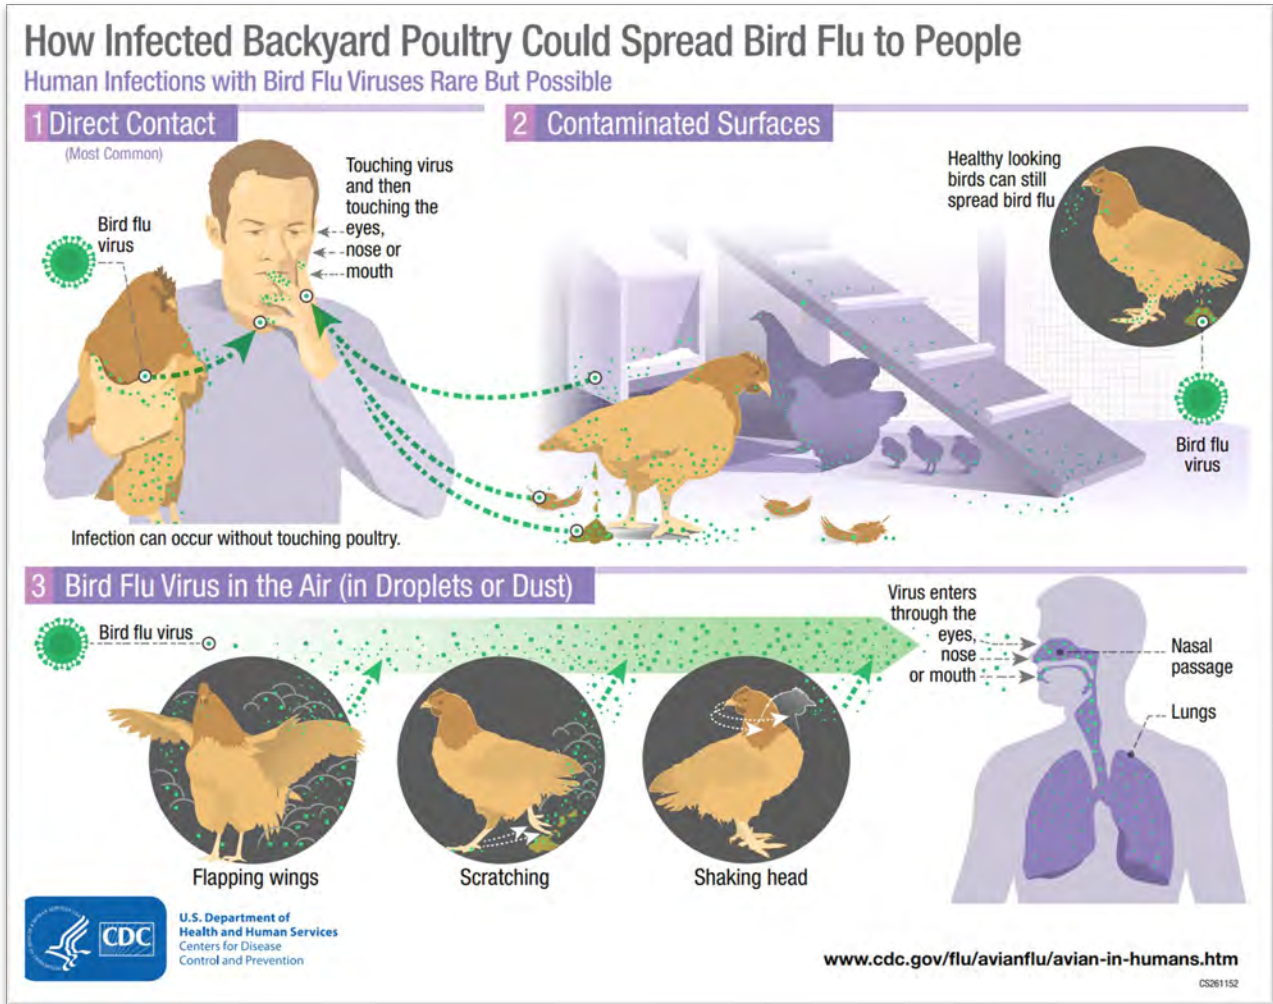 How Infected Backyard Poultry Could Spread Bird Flu to People
Human Infections with Bird Flu Viruses Rare But Possible
1 Direct Contact
(Most Common)
Bird flu
virus
Touching virus
and then
touching the
eyes,
nose or
mouth
Infection can occur without touching poultry.
2 Contaminated Surfaces
Healthy looking
birds can still
spread bird flu
Bird flu
virus
3 Bird Flu Virus in the Air (in Droplets or Dust)
Bird flu virus
Flapping wings
Scratching
Shaking head
Virus enters
through the
eyes,
nose
or mouth
Nasal
passage
Lungs
CDC
U.S. Department of
Health and Human Services
Centers for Disease
Control and Prevention
www.cdc.gov/flu/avianflu/avian-in-humans.htm
CS261152